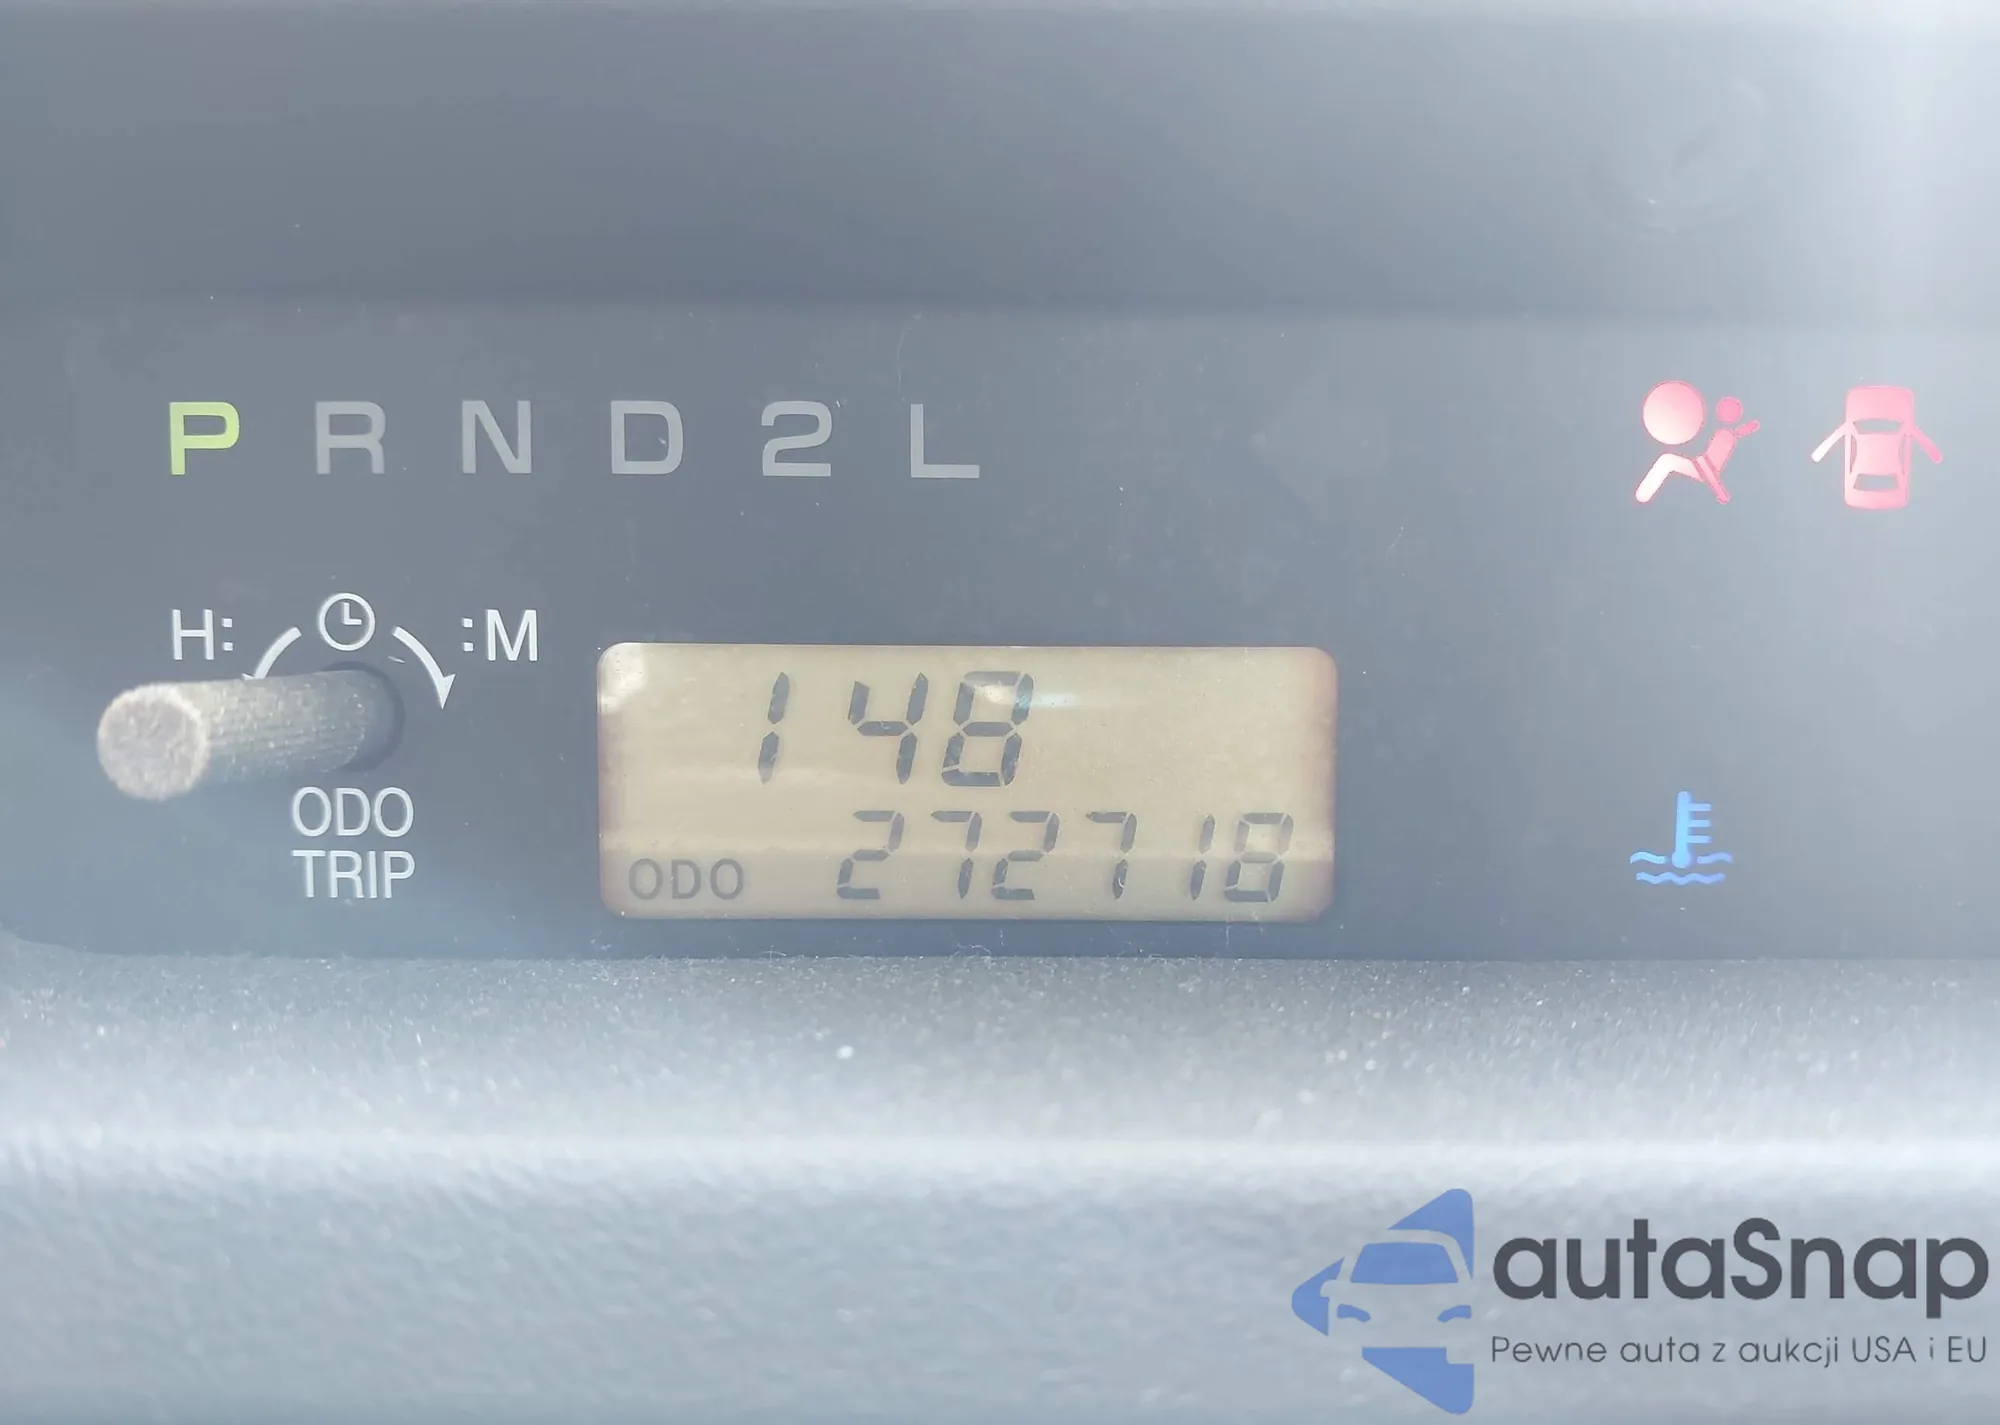 P R N D 2 L
H: :M
ODO
TRIP
148
ODO 272718
autaSnap
Pewne auta z aukcji USA i EU